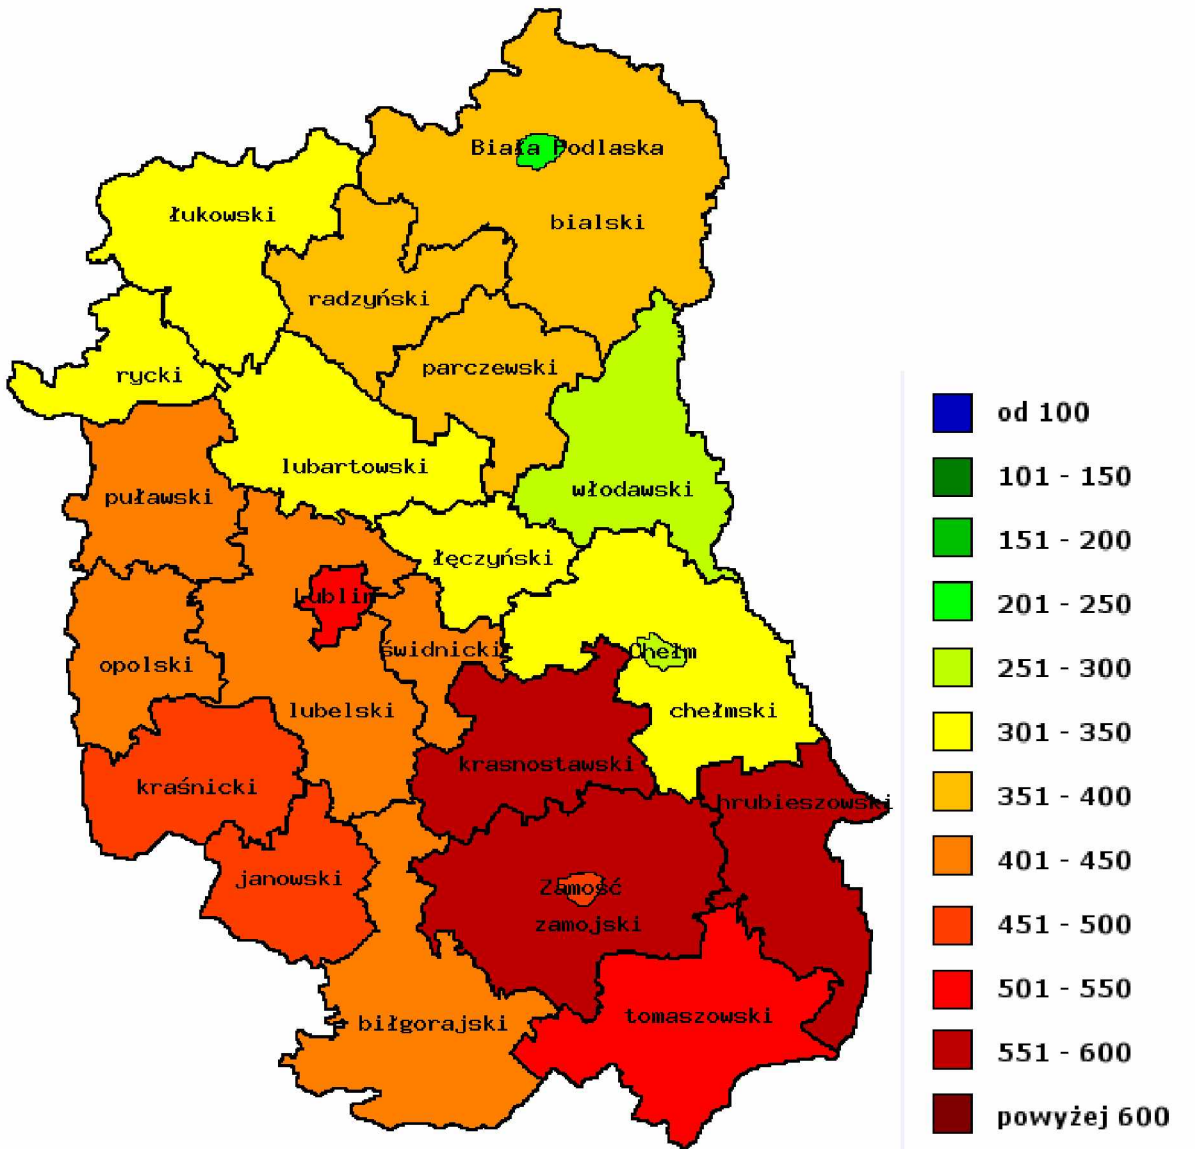 Biała Podlaska
łukowski
bialski
radzyński
parczewski
rycki
lubartowski
włodawski
puławski
łęczyński
Lublin
świdnicki
Chełm
opolski
lubelski
chełmski
krasnostawski
kraśnicki
hrubieszowski
janowski
Zamość
zamojski
biłgorajski
tomaszowski
od 100
101 - 150
151 - 200
201 - 250
251 - 300
301 - 350
351 - 400
401 - 450
451 - 500
501 - 550
551 - 600
powyżej 600